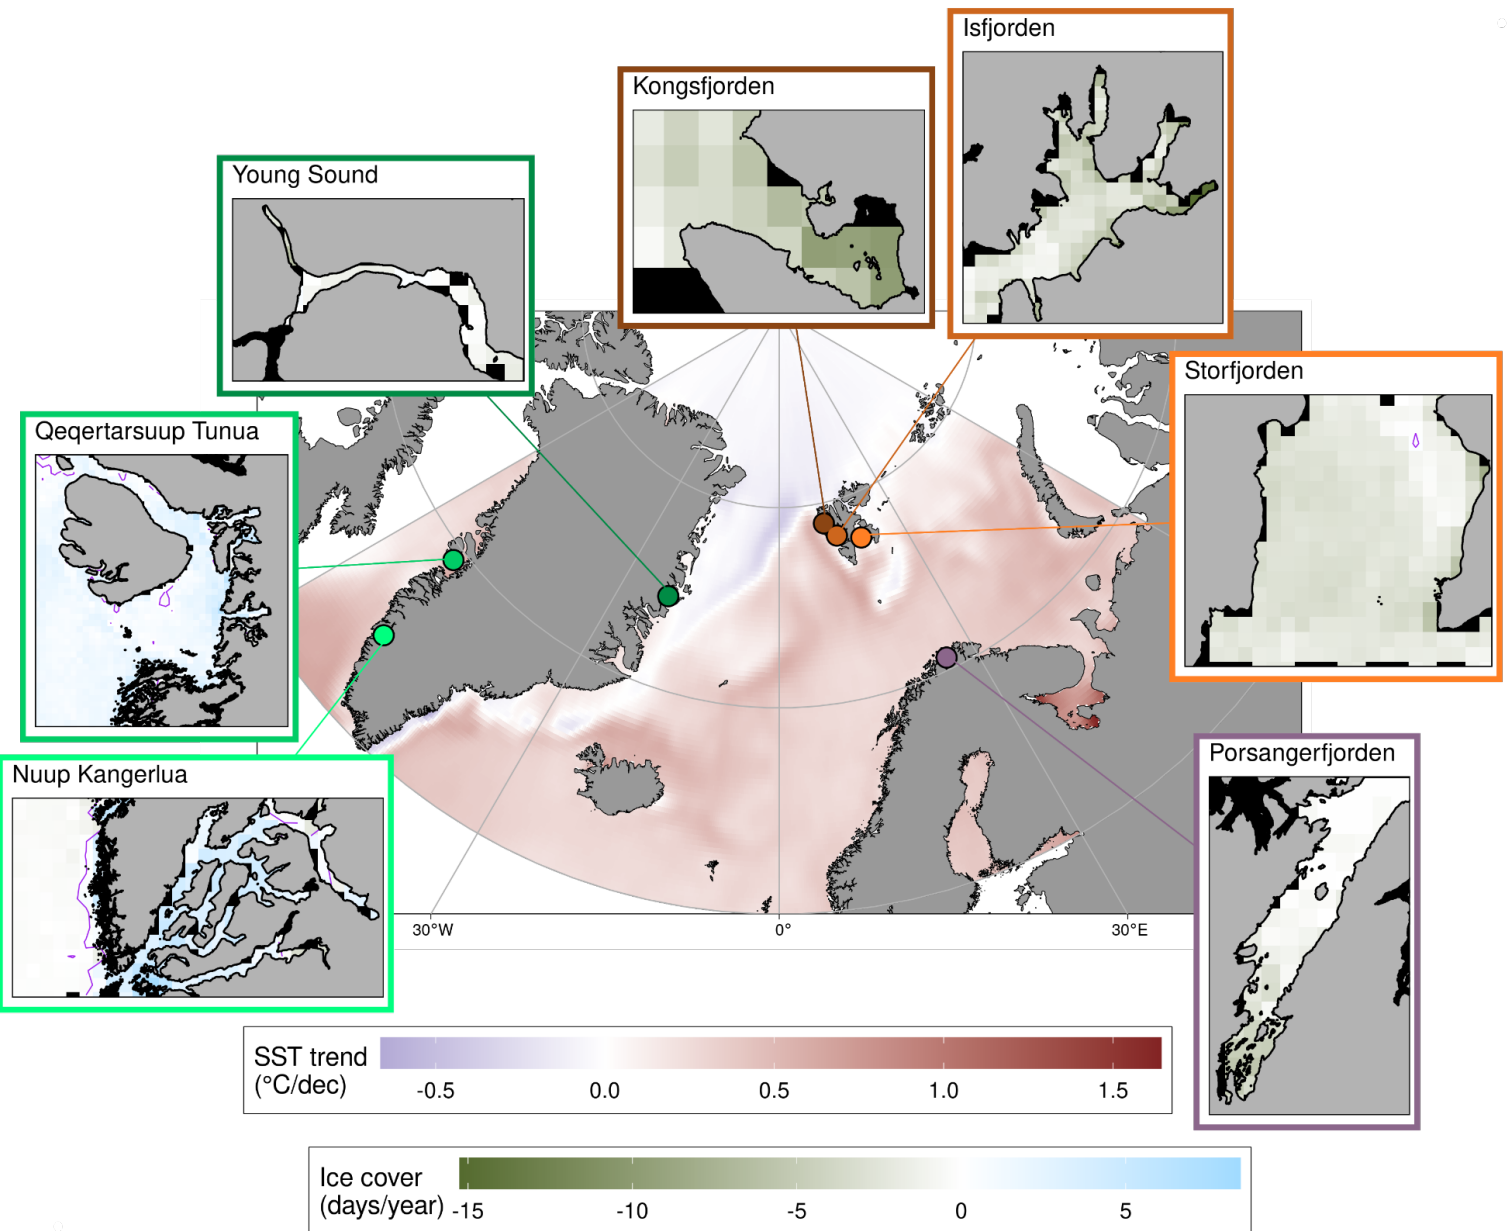 Isfjorden
Kongsfjorden
Young Sound
Storfjorden
Qeqertarsuup Tunua
Porsangerfjorden
Nuup Kangerlua
30°W
0°
30°E
SST trend
(°C/dec)
-0.5
0.0
0.5
1.0
1.5
Ice cover
(days/year)
-15
-10
-5
0
5